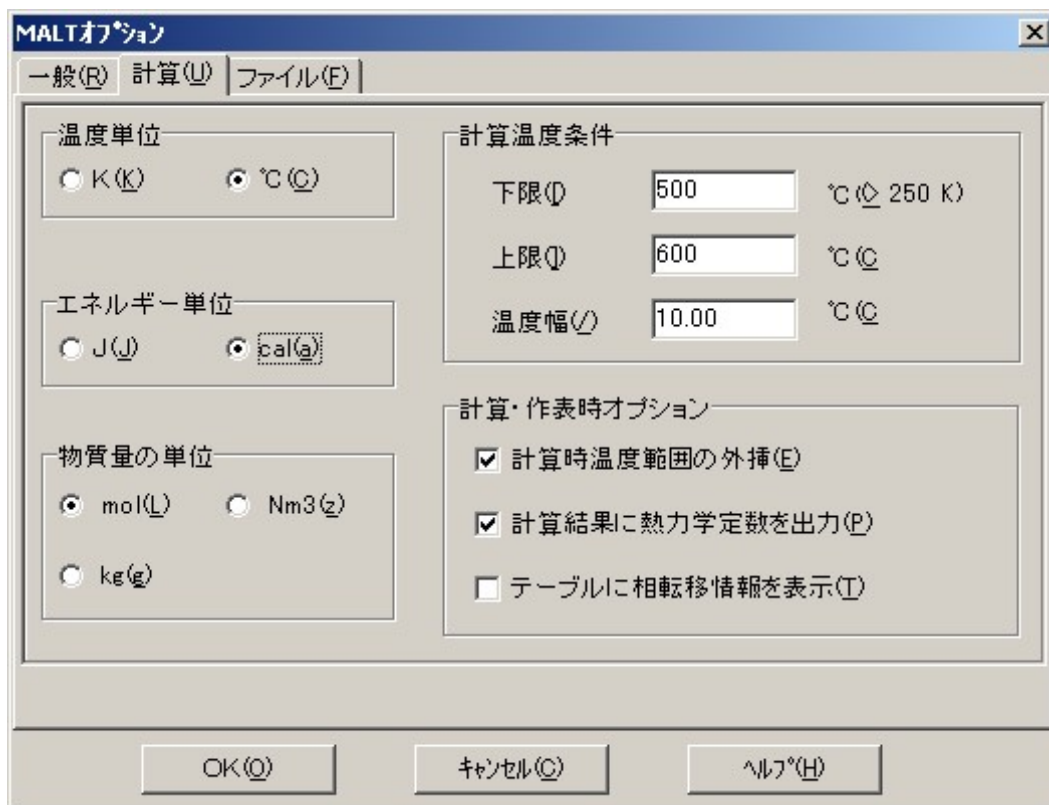 MALTオプション
一般(R) 計算(U) ファイル(F)
温度単位
K(K) ℃(C)
エネルギー単位
J(J) cal(a)
物質量の単位
mol(L) Nm3(z)
kg(g)
計算温度条件
下限(I) 500 ℃(> 250 K)
上限(I) 600 ℃(C
温度幅(/) 10.00 ℃(C
計算・作表時オプション
計算時温度範囲の外挿(E)
計算結果に熱力学定数を出力(P)
テーブルに相転移情報を表示(T)
OK(O) キャンセル(C) ヘルプ(H)